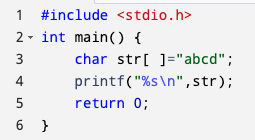 1 #include <stdio.h>
2 int main() {
3     char str[ ]="abcd";
4     printf("%s\n",str);
5     return 0;
6 }